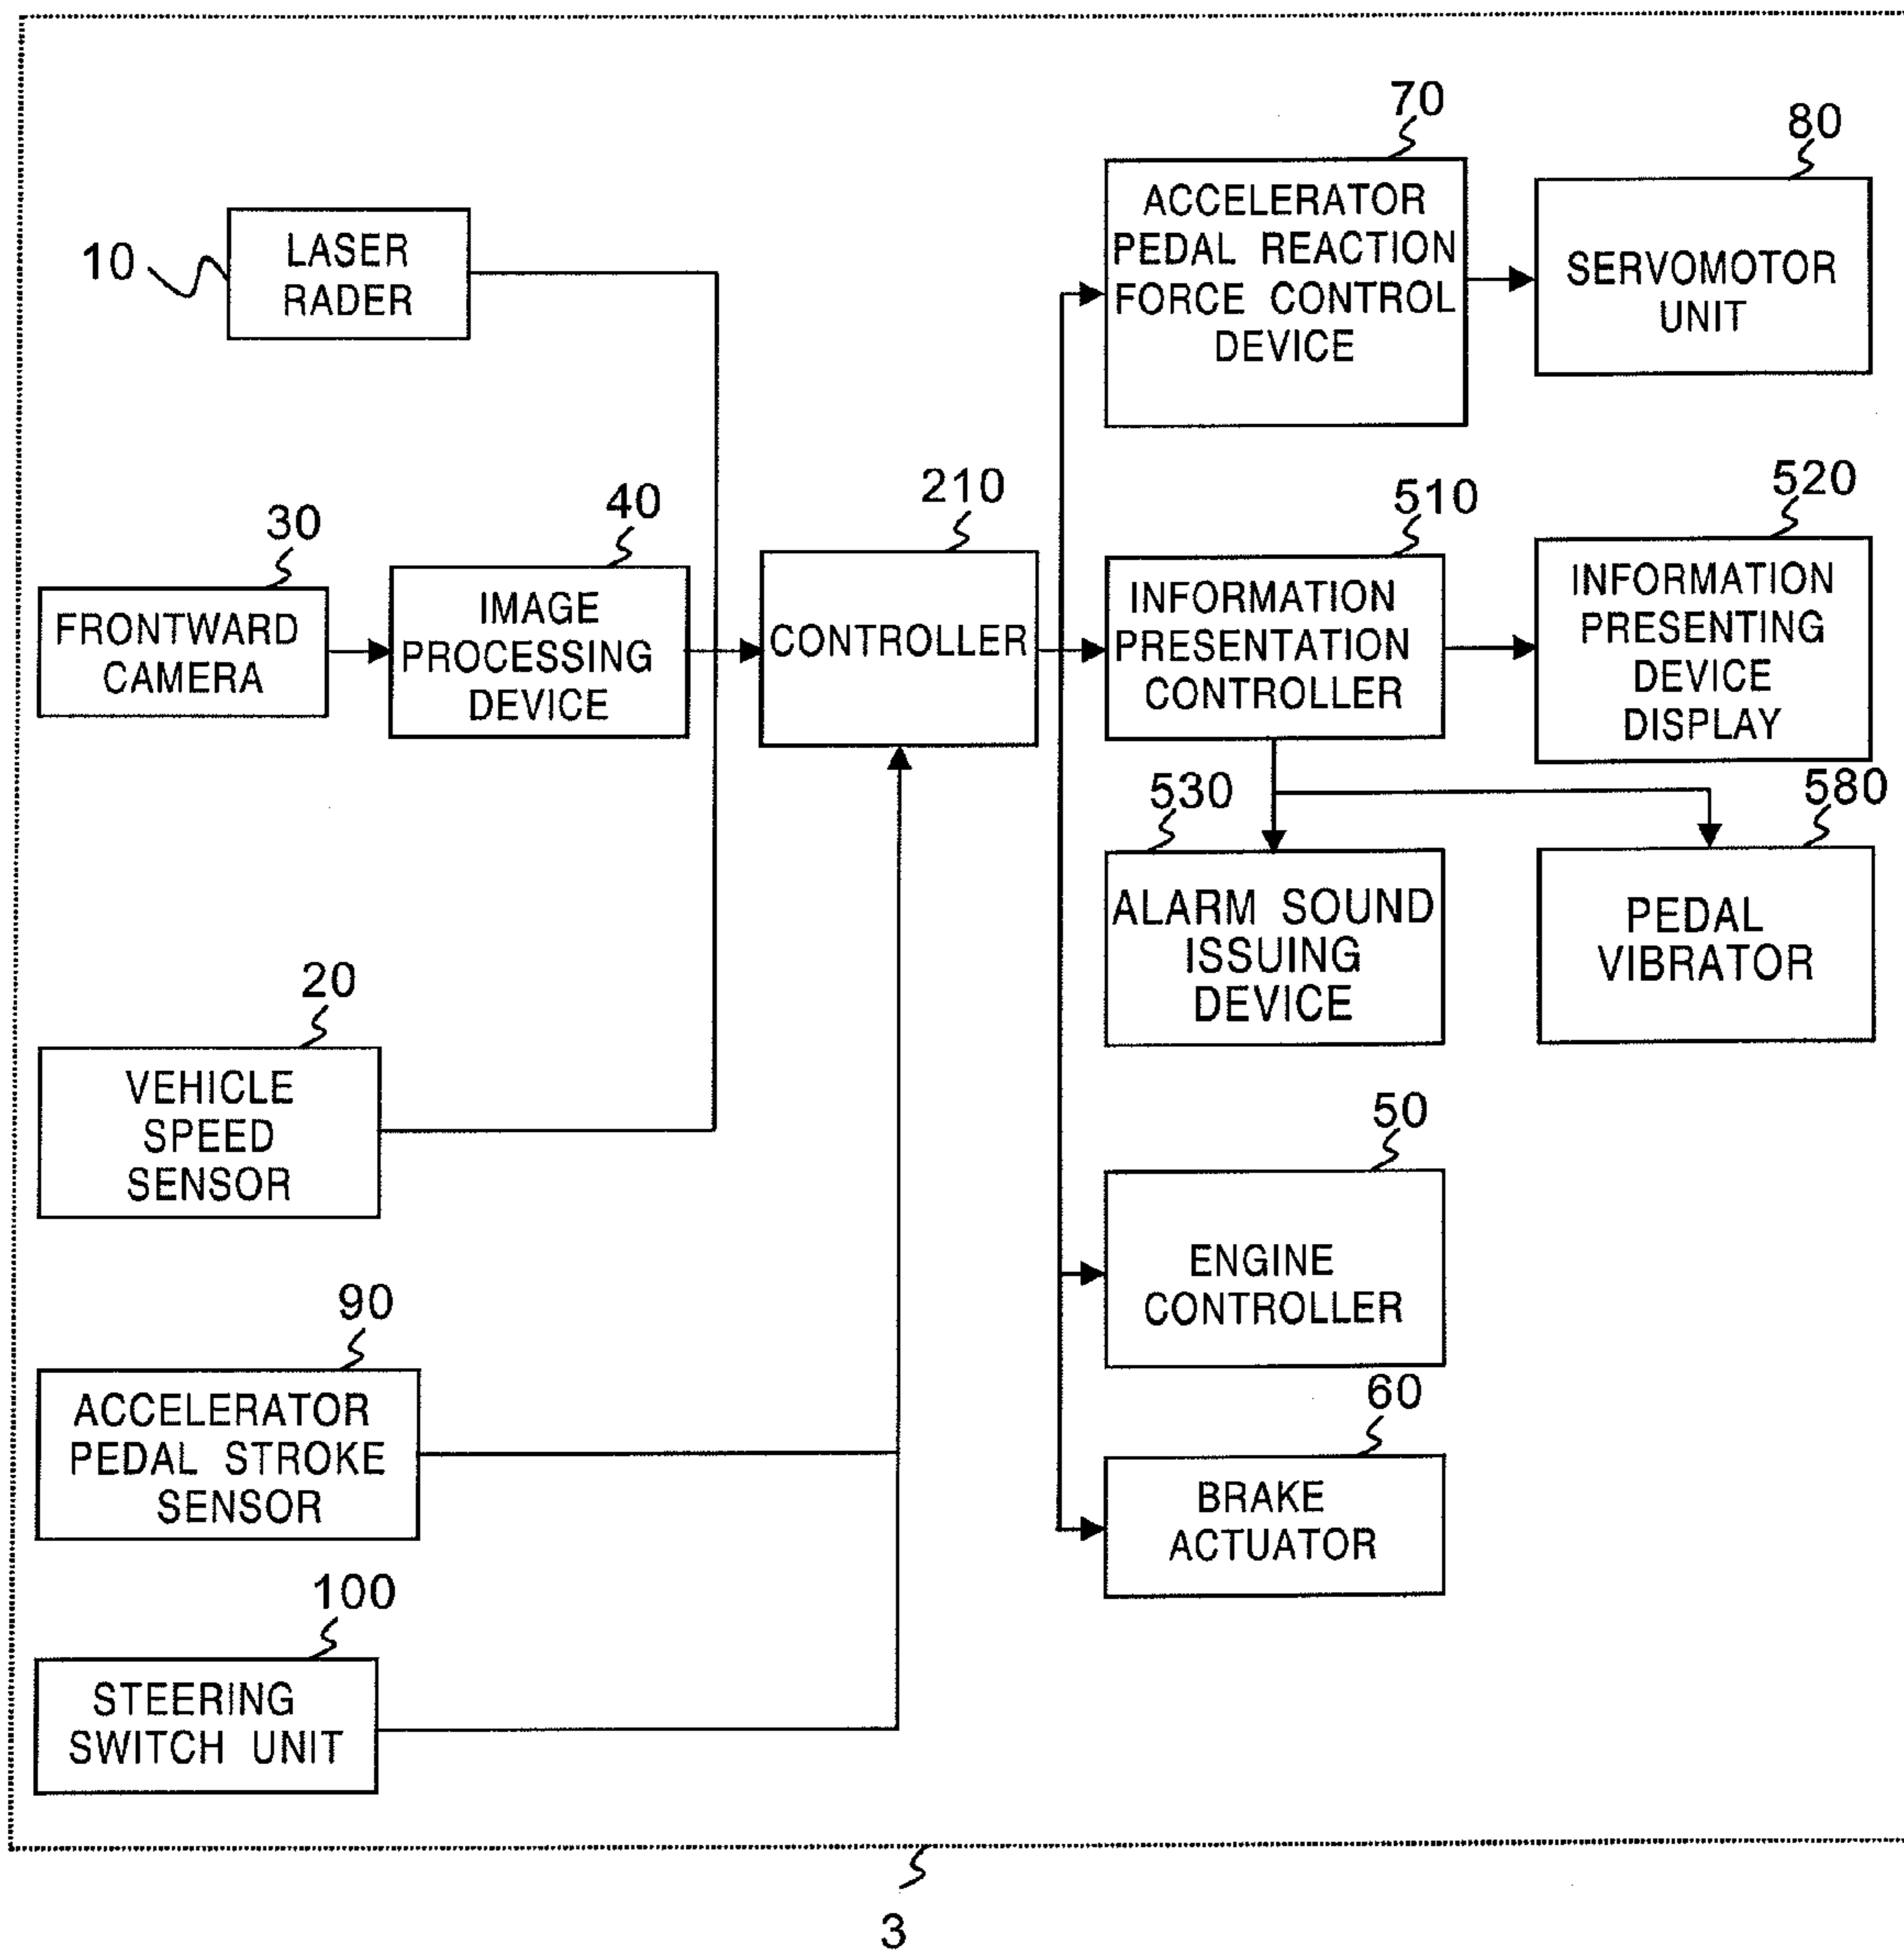 70
80
ACCELERATOR
PEDAL REACTION
FORCE CONTROL
DEVICE
SERVOMOTOR
UNIT
10
LASER
RADER
30
FRONTWARD
CAMERA
40
IMAGE
PROCESSING
DEVICE
210
CONTROLLER
510
INFORMATION
PRESENTATION
CONTROLLER
520
INFORMATION
PRESENTING
DEVICE
DISPLAY
530
ALARM SOUND
ISSUING
DEVICE
580
PEDAL
VIBRATOR
20
VEHICLE
SPEED
SENSOR
50
ENGINE
CONTROLLER
90
ACCELERATOR
PEDAL STROKE
SENSOR
60
BRAKE
ACTUATOR
100
STEERING
SWITCH UNIT
3